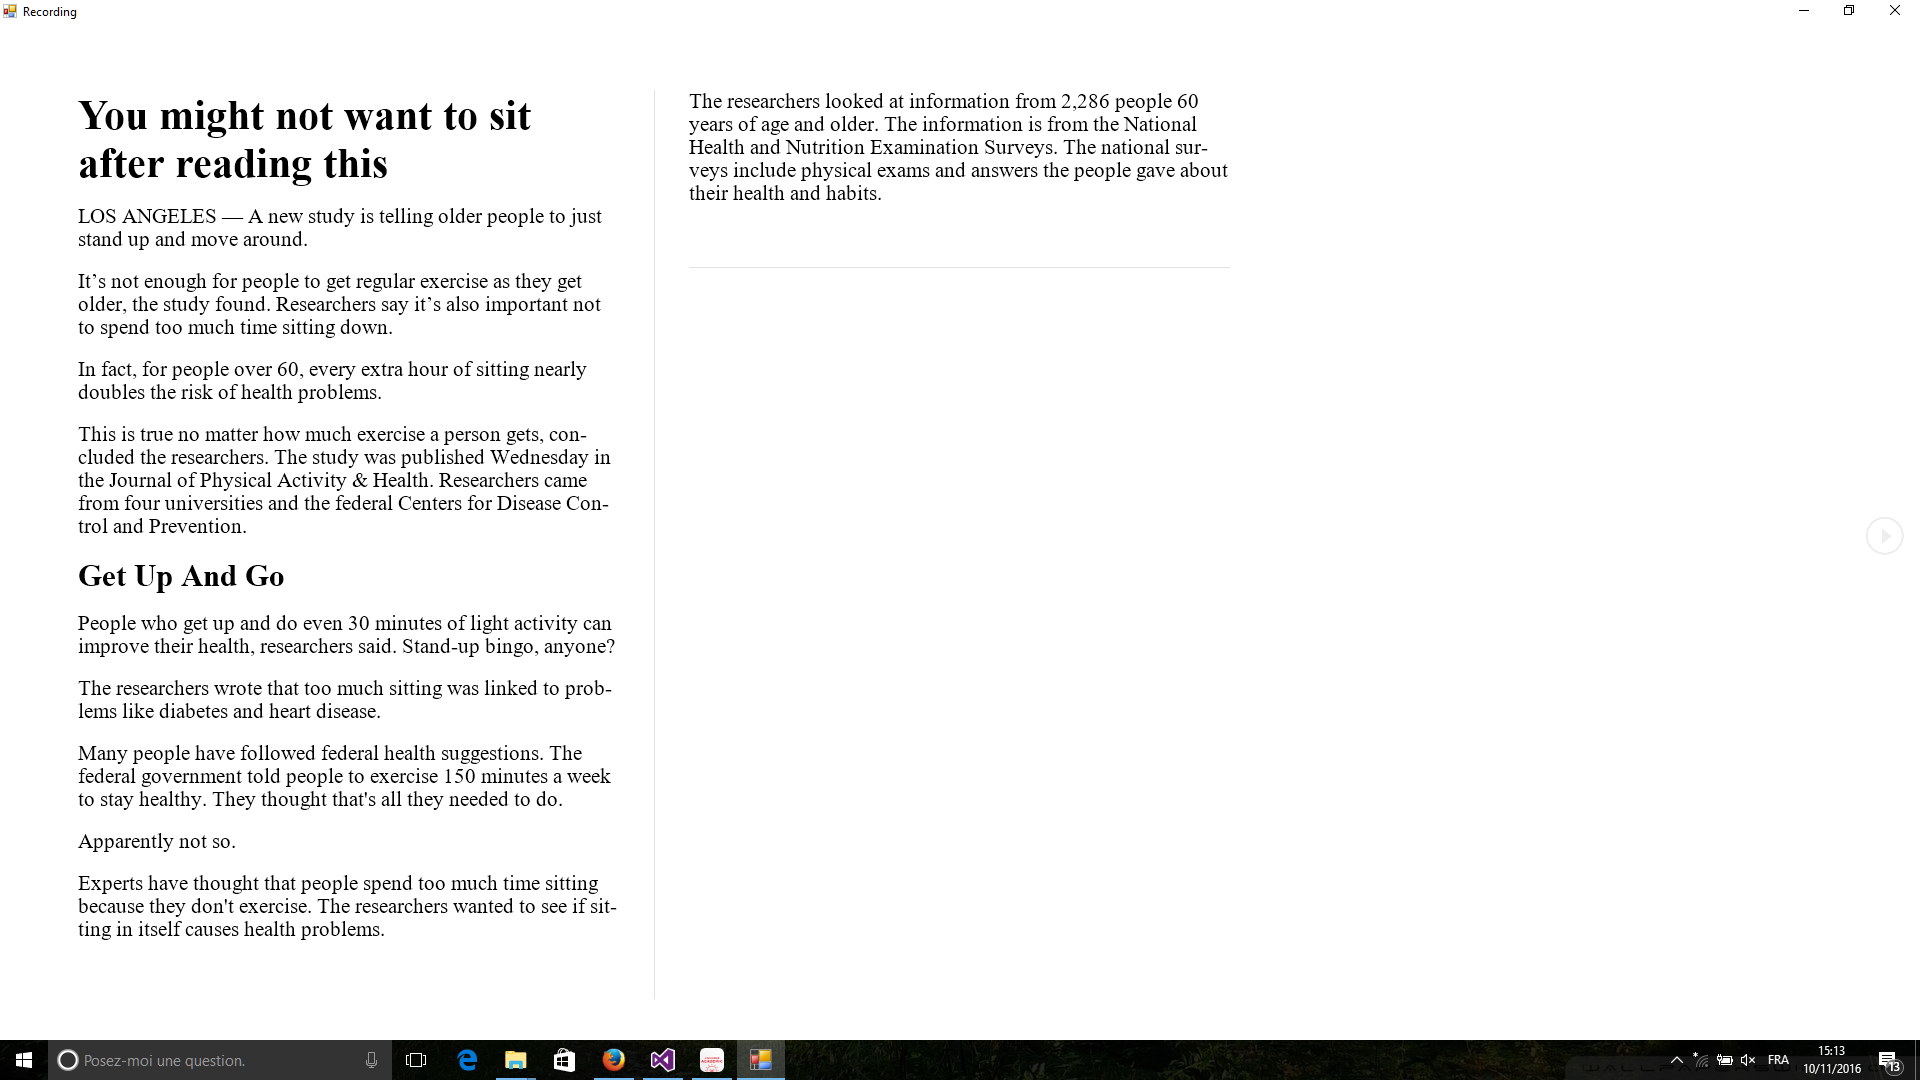 Recording
You might not want to sit
after reading this
LOS ANGELES — A new study is telling older people to just
stand up and move around.
It’s not enough for people to get regular exercise as they get
older, the study found. Researchers say it’s also important not
to spend too much time sitting down.
In fact, for people over 60, every extra hour of sitting nearly
doubles the risk of health problems.
This is true no matter how much exercise a person gets, con-
cluded the researchers. The study was published Wednesday in
the Journal of Physical Activity & Health. Researchers came
from four universities and the federal Centers for Disease Con-
trol and Prevention.
Get Up And Go
People who get up and do even 30 minutes of light activity can
improve their health, researchers said. Stand-up bingo, anyone?
The researchers wrote that too much sitting was linked to prob-
lems like diabetes and heart disease.
Many people have followed federal health suggestions. The
federal government told people to exercise 150 minutes a week
to stay healthy. They thought that's all they needed to do.
Apparently not so.
Experts have thought that people spend too much time sitting
because they don't exercise. The researchers wanted to see if sit-
ting in itself causes health problems.
The researchers looked at information from 2,286 people 60
years of age and older. The information is from the National
Health and Nutrition Examination Surveys. The national sur-
veys include physical exams and answers the people gave about
their health and habits.
Posez-moi une question.
FRA
15:13
10/11/2016
13